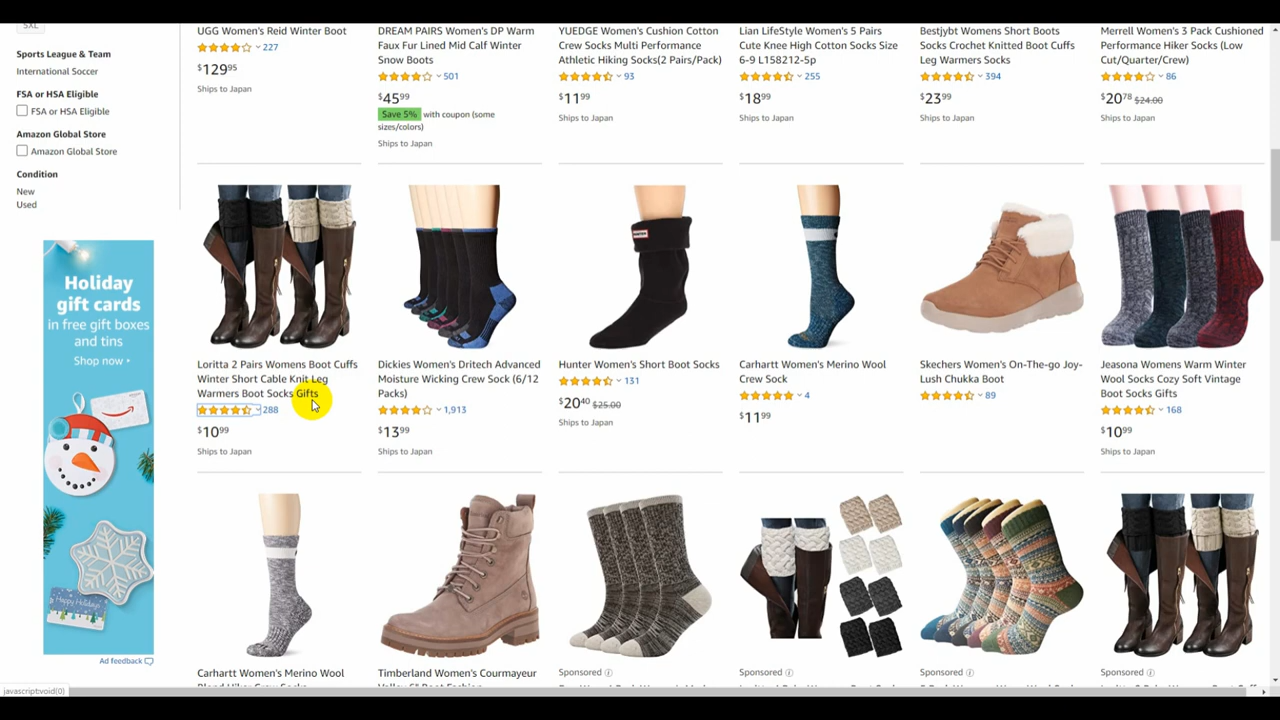 5XL
Sports League & Team
International Soccer
FSA or HSA Eligible
FSA or HSA Eligible
Amazon Global Store
Amazon Global Store
Condition
New
Used
Holiday
gift cards
in free gift boxes
and tins
Shop now
Happy Holidays
Ad feedback
UGG Women's Reid Winter Boot
227
$129.95
Ships to Japan
DREAM PAIRS Women's DP Warm
Faux Fur Lined Mid Calf Winter
Snow Boots
501
$45.99
Save 5% with coupon (some
sizes/colors)
Ships to Japan
YUEDGE Women's Cushion Cotton
Crew Socks Multi Performance
Athletic Hiking Socks(2 Pairs/Pack)
93
$11.99
Ships to Japan
Lian LifeStyle Women's 5 Pairs
Cute Knee High Cotton Socks Size
6-9 L158212-5p
255
$18.99
Ships to Japan
Bestjybt Womens Short Boots
Socks Crochet Knitted Boot Cuffs
Leg Warmers Socks
394
$23.99
Ships to Japan
Merrell Women's 3 Pack Cushioned
Performance Hiker Socks (Low
Cut/Quarter/Crew)
86
$20.78 $24.00
Ships to Japan
Loritta 2 Pairs Womens Boot Cuffs
Winter Short Cable Knit Leg
Warmers Boot Socks Gifts
288
$10.99
Ships to Japan
Dickies Women's Dritech Advanced
Moisture Wicking Crew Sock (6/12
Packs)
1,913
$13.99
Ships to Japan
HUNTER
Hunter Women's Short Boot Socks
131
$20.40 $25.00
Ships to Japan
Carhartt Women's Merino Wool
Crew Sock
4
$11.99
Skechers Women's On-The-go Joy-
Lush Chukka Boot
89
Jeasona Womens Warm Winter
Wool Socks Cozy Soft Vintage
Boot Socks Gifts
168
$10.99
Ships to Japan
Carhartt Women's Merino Wool
Timberland Women's Courmayeur
Sponsored
Sponsored
Sponsored
Sponsored
javascript:void(0)